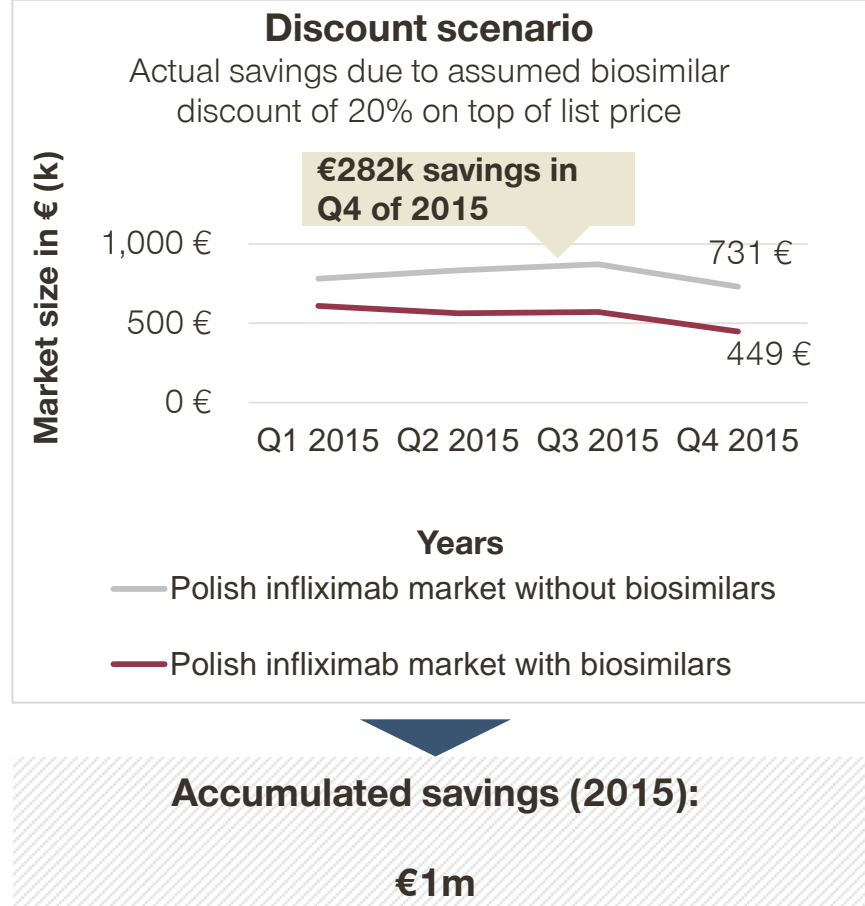 Discount scenario
Actual savings due to assumed biosimilar
discount of 20% on top of list price
€282k savings in
Q4 of 2015
Market size in € (k)
1,000 €
500 €
0 €
731 €
449 €
Q1 2015 Q2 2015 Q3 2015 Q4 2015
Years
Polish infliximab market without biosimilars
Polish infliximab market with biosimilars
Accumulated savings (2015):
€1m